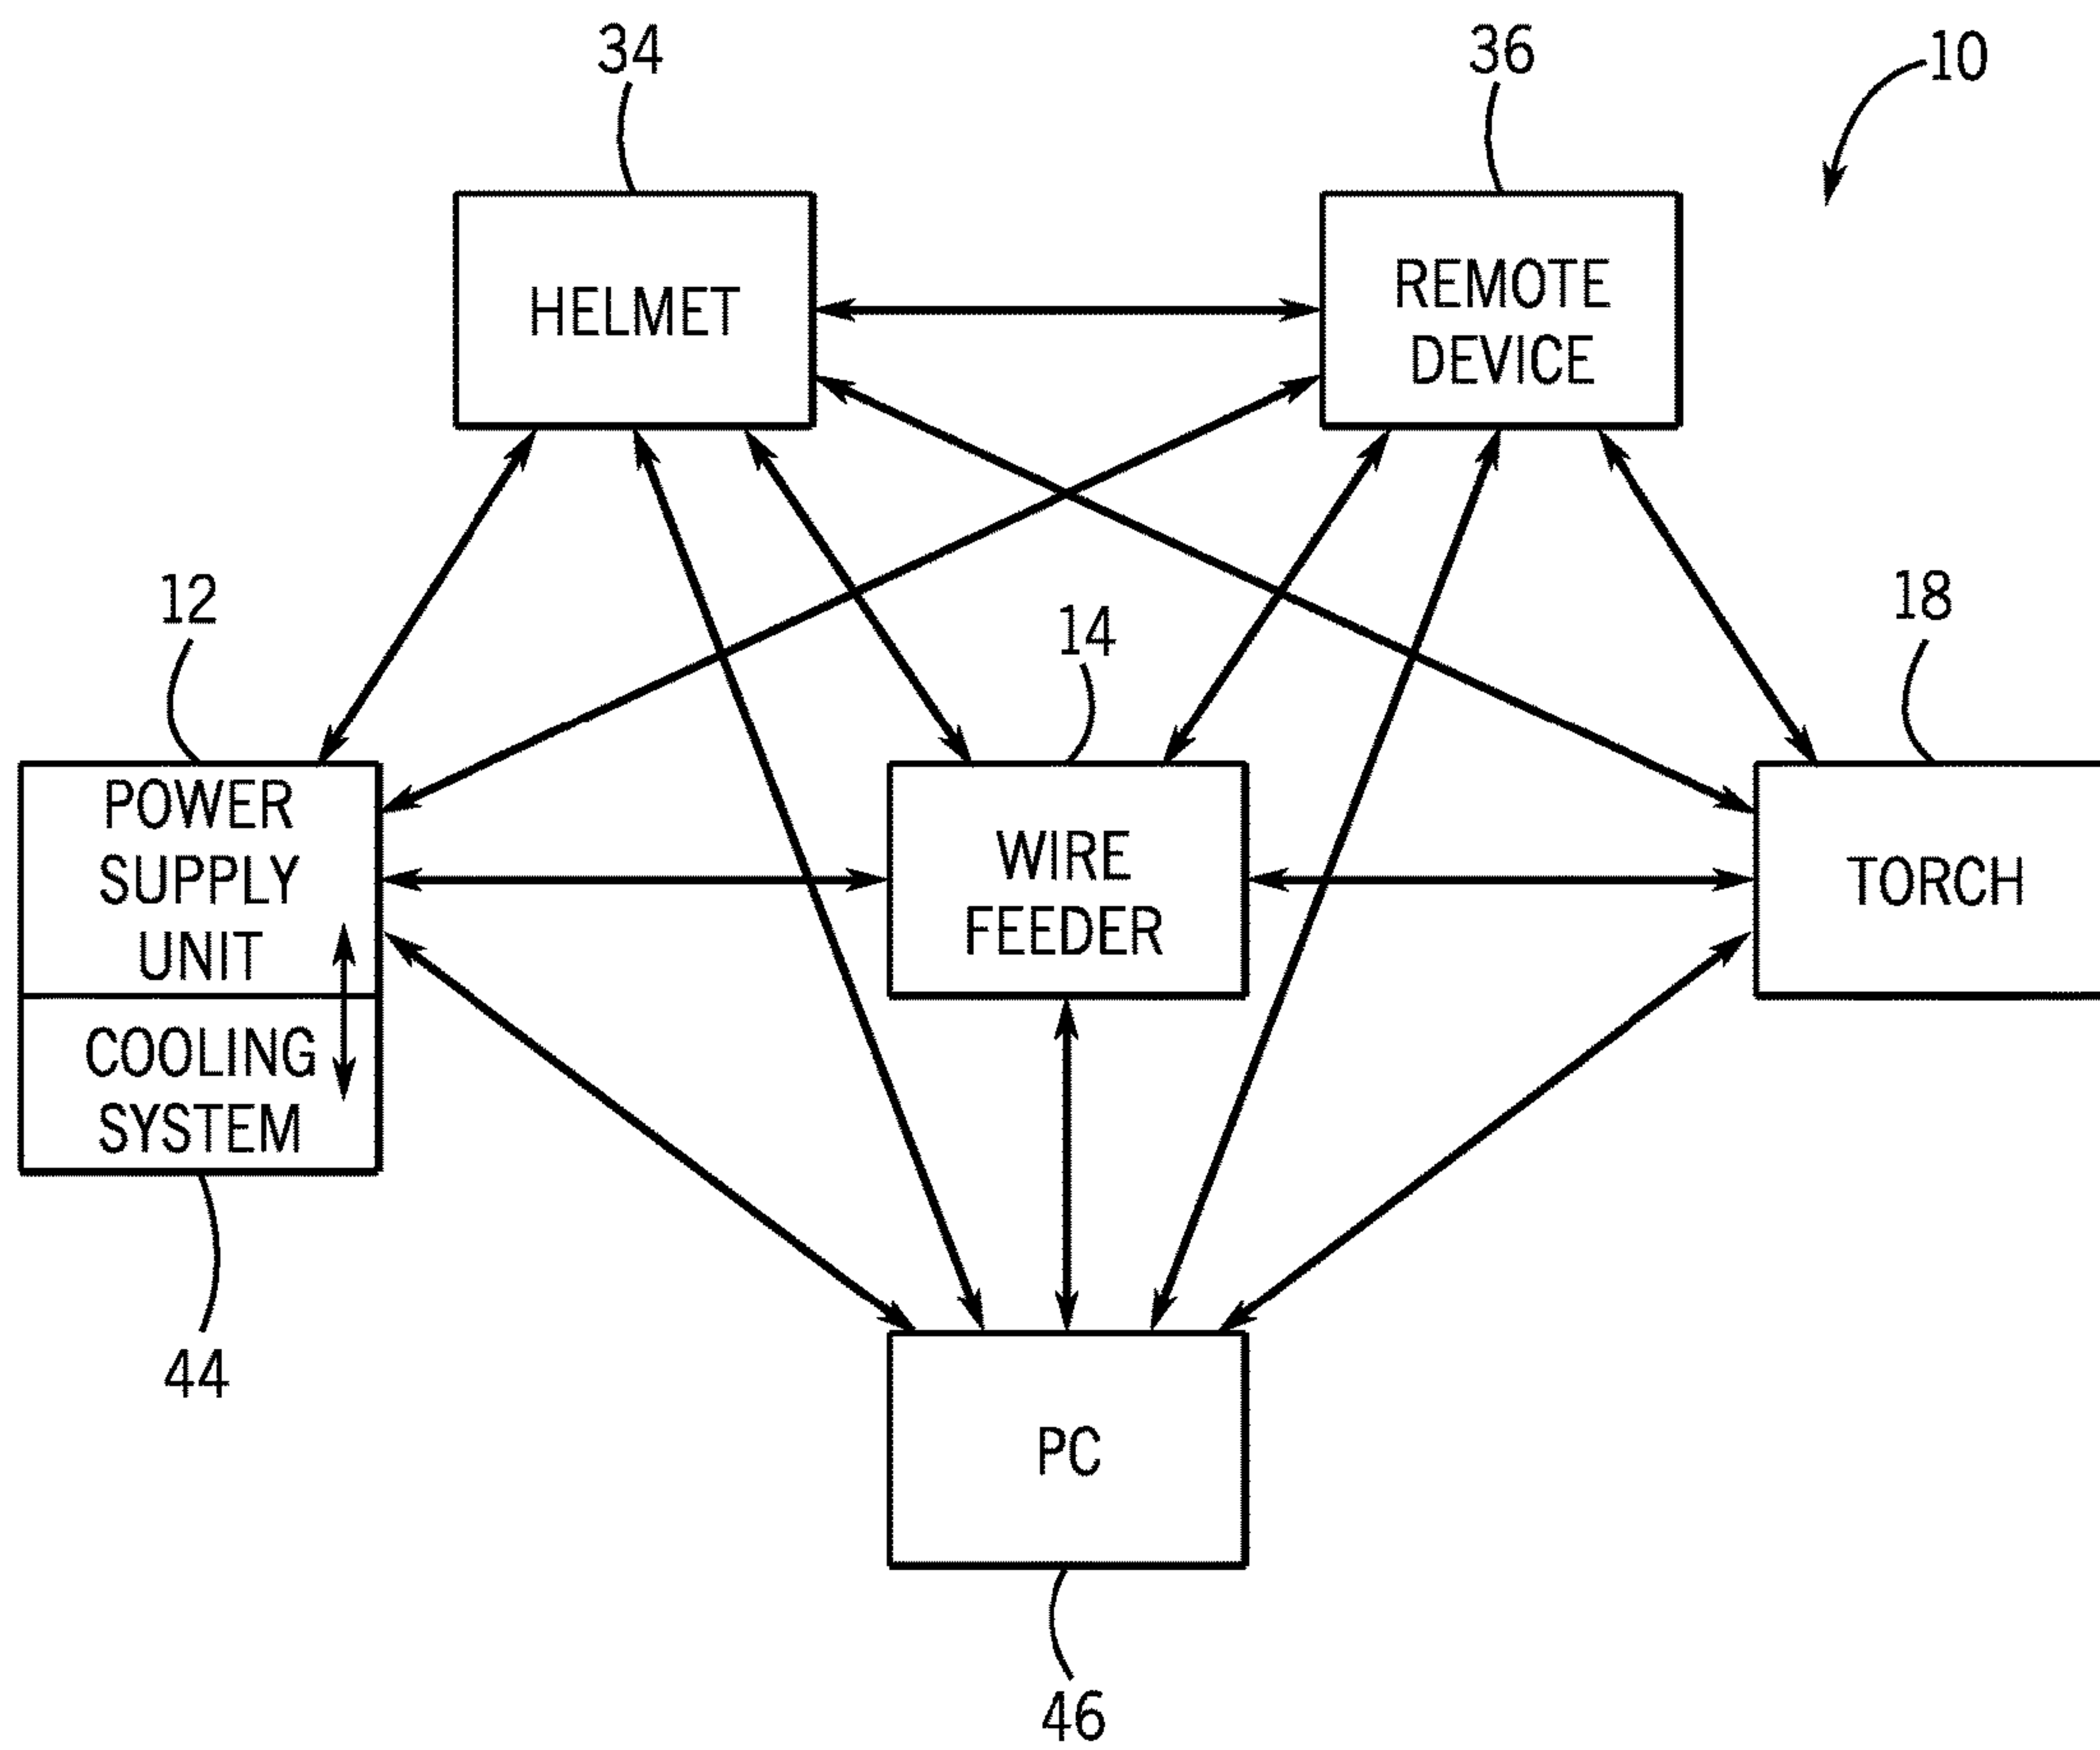 34
36
10
HELMET
REMOTE
DEVICE
12
14
18
POWER
SUPPLY
UNIT
WIRE
FEEDER
TORCH
COOLING
SYSTEM
44
PC
46